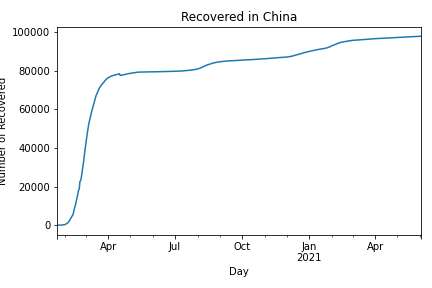 Recovered in China
Number of Recovered
100000
80000
60000
40000
20000
0
Apr
Jul
Oct
Jan
2021
Apr
Day